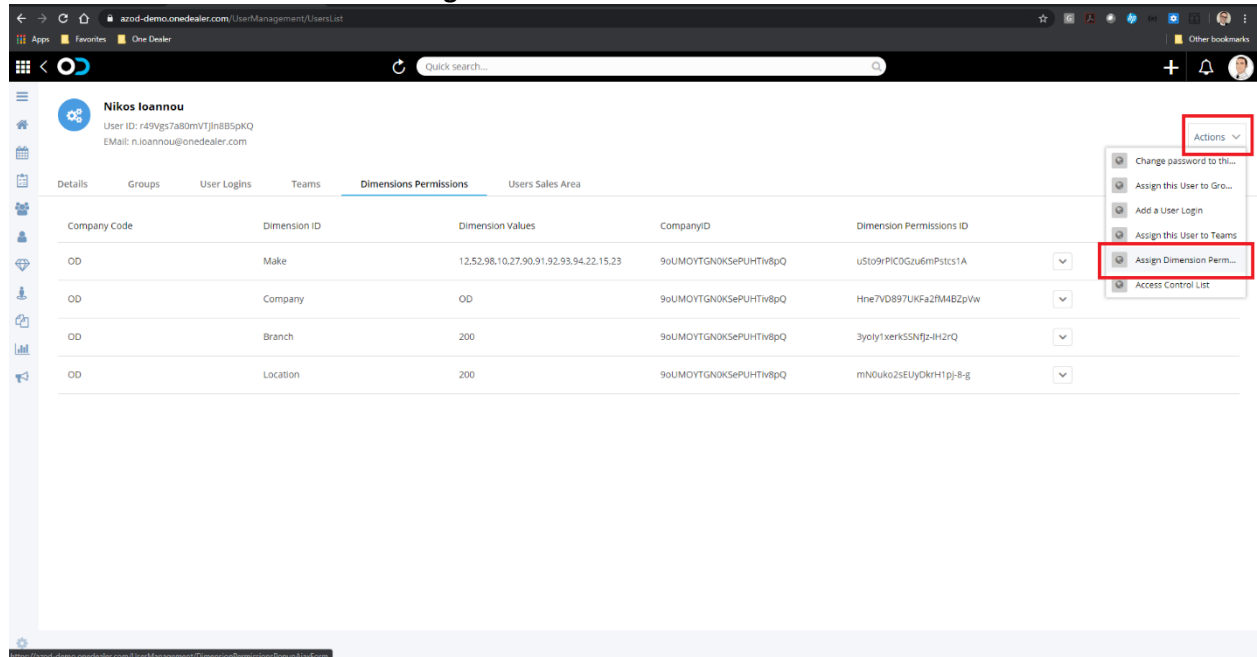 azod-demo.onedealer.com/UserManagement/UsersList
Apps Favorites One Dealer Other bookmarks
Quick search...
Nikos Ioannou
User ID: r49Vgs7a80mVTJln8B5pKQ
EMail: n.ioannou@onedealer.com
Actions
Change password to thi...
Assign this User to Gro...
Add a User Login
Assign this User to Teams
Assign Dimension Perm...
Access Control List
Details Groups User Logins Teams Dimensions Permissions Users Sales Area
Company Code Dimension ID Dimension Values CompanyID Dimension Permissions ID
OD Make 12,52,98,10,27,90,91,92,93,94,22,15,23 9oUMOYTGN0KSePUHTiv8pQ uSto9rPlC0Gzu6mPstcs1A
OD Company OD 9oUMOYTGN0KSePUHTiv8pQ Hne7VD897UKFa2fM4BZpVw
OD Branch 200 9oUMOYTGN0KSePUHTiv8pQ 3yoIy1xerkSSNfJz-IH2rQ
OD Location 200 9oUMOYTGN0KSePUHTiv8pQ mN0uko2sEUyDkrH1pj-8-g